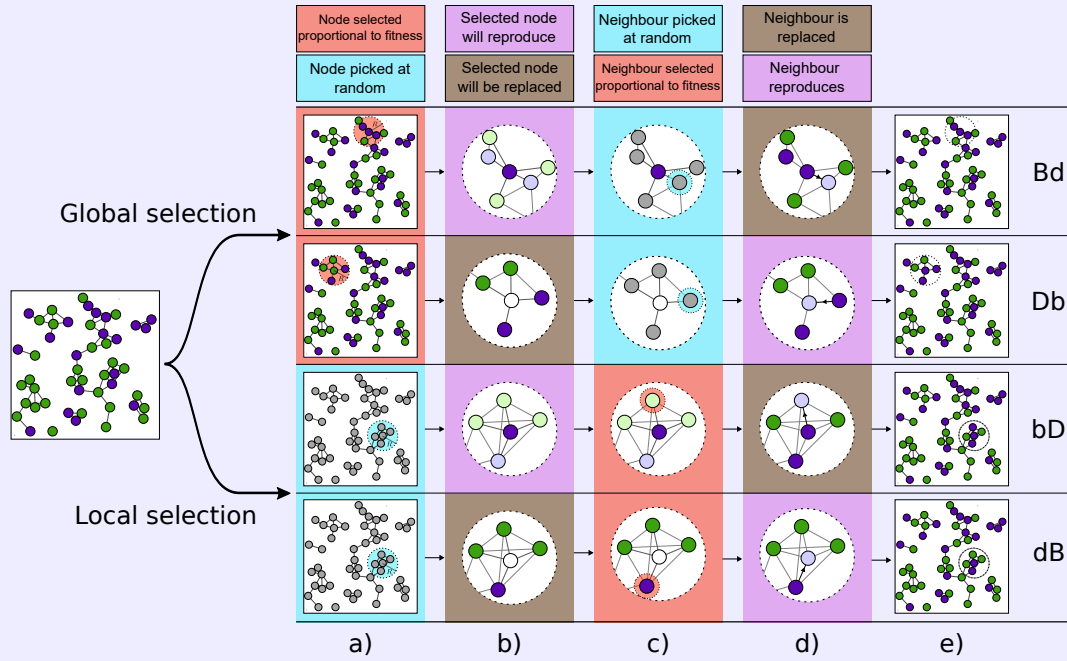 Node selected
proportional to fitness
Selected node
will reproduce
Neighbour picked
at random
Neighbour is
replaced
Node picked at
random
Selected node
will be replaced
Neighbour selected
proportional to fitness
Neighbour
reproduces
Bd
Global selection
Db
bD
Local selection
dB
a)
b)
c)
d)
e)